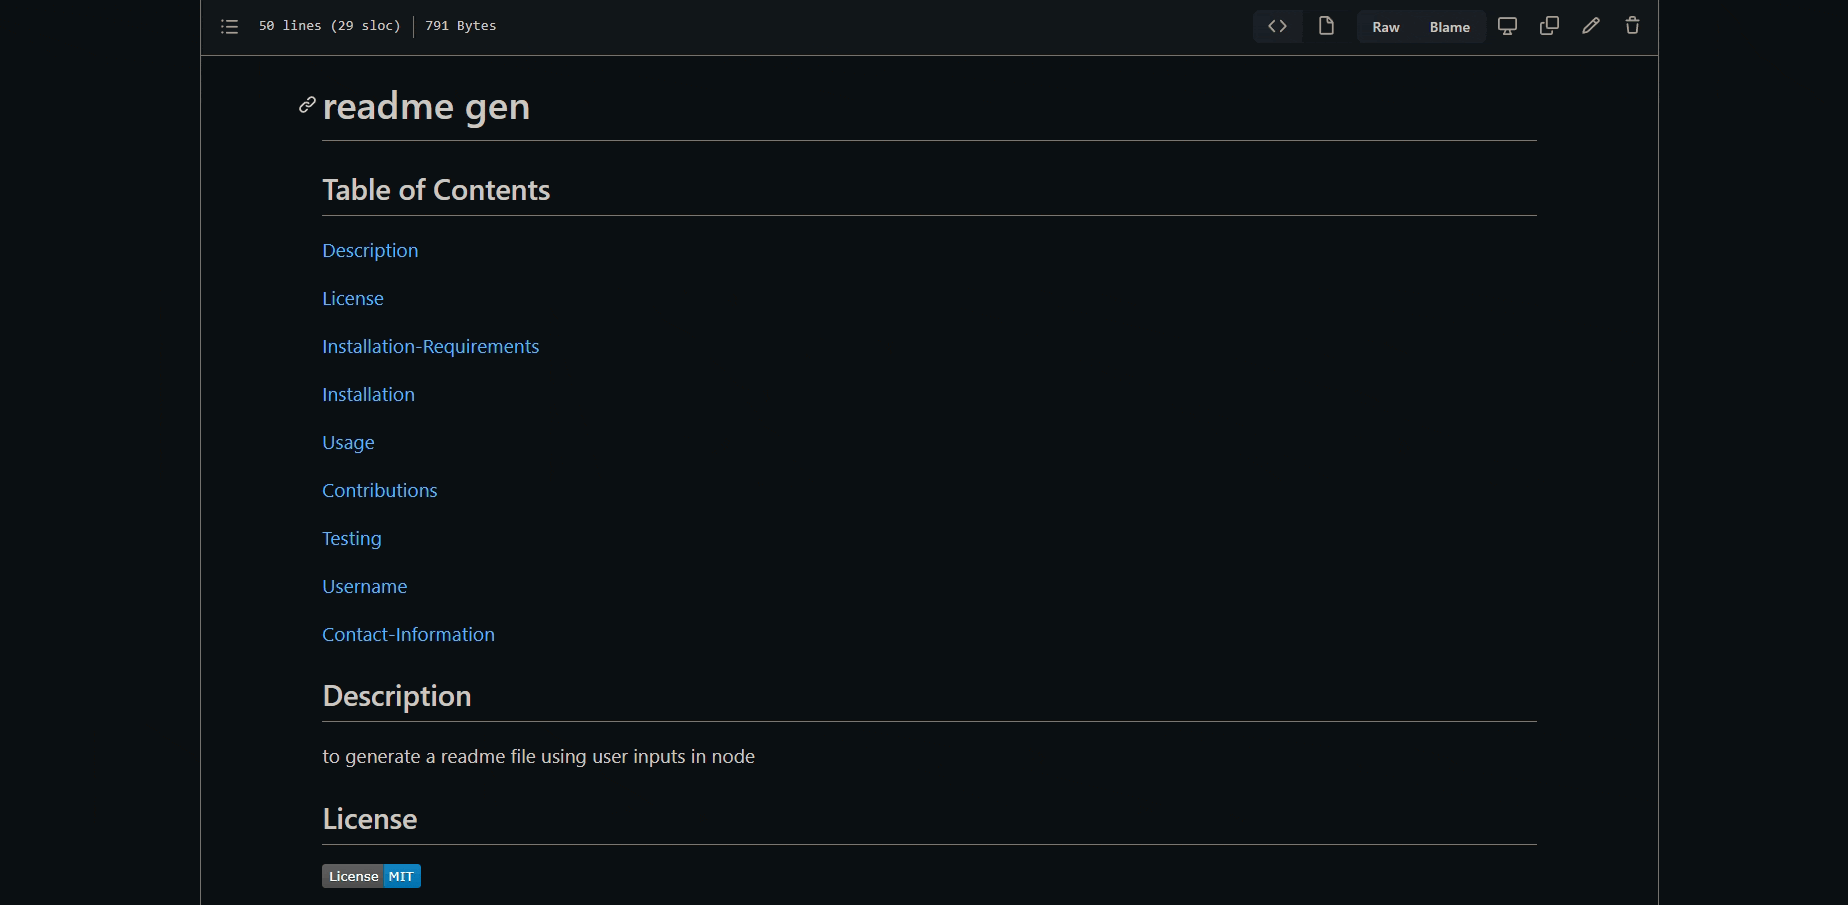 50 lines (29 sloc) 791 Bytes Raw Blame
readme gen
Table of Contents
Description
License
Installation-Requirements
Installation
Usage
Contributions
Testing
Username
Contact-Information
Description
to generate a readme file using user inputs in node
License
License MIT